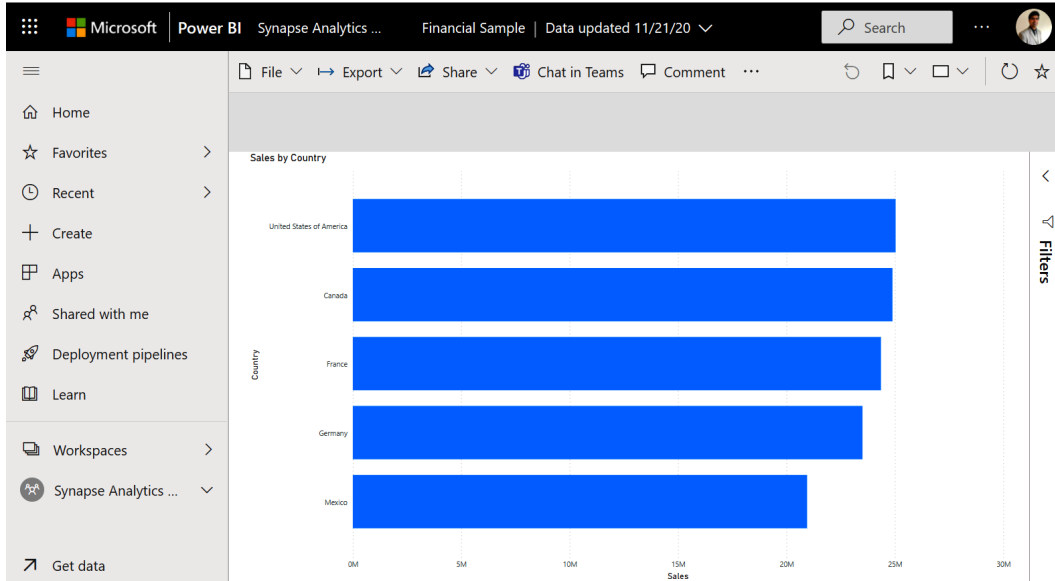 Microsoft Power BI Synapse Analytics ... Financial Sample | Data updated 11/21/20 Search ...
File Export Share Chat in Teams Comment ...
Home
Favorites
Recent
Create
Apps
Shared with me
Deployment pipelines
Learn
Workspaces
Synapse Analytics ...
Get data
Sales by Country
Country
United States of America
Canada
France
Germany
Mexico
0M 5M 10M 15M 20M 25M 30M
Sales
Filters